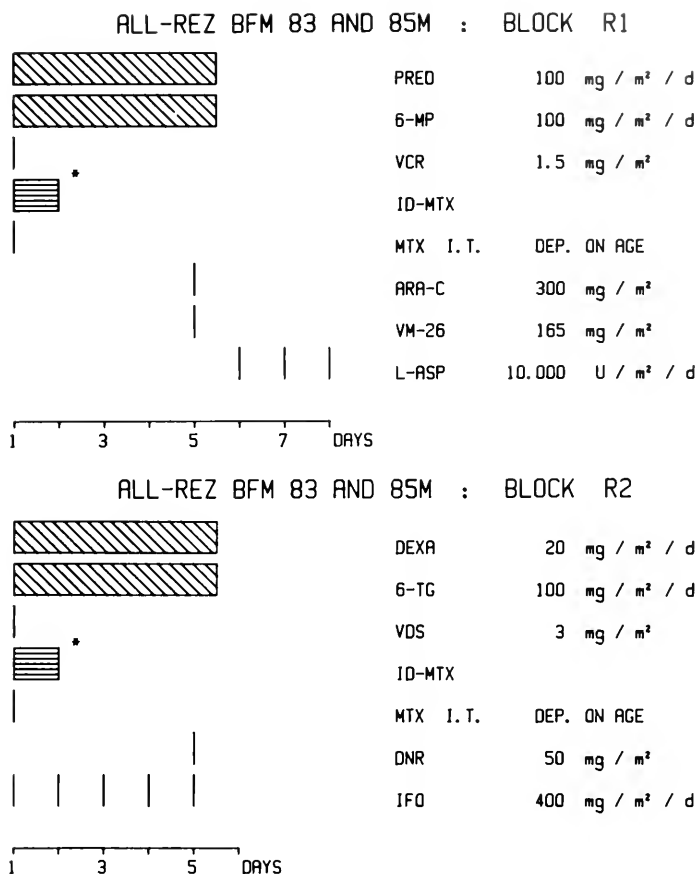 ALL-REZ BFM 83 AND 85M : BLOCK R1
PRED 100 mg / m² / d
6-MP 100 mg / m² / d
VCR 1.5 mg / m²
*
ID-MTX
MTX I.T. DEP. ON AGE
ARA-C 300 mg / m²
VM-26 165 mg / m²
L-ASP 10.000 U / m² / d
1 3 5 7 DAYS
ALL-REZ BFM 83 AND 85M : BLOCK R2
DEXA 20 mg / m² / d
6-TG 100 mg / m² / d
VDS 3 mg / m²
*
ID-MTX
MTX I.T. DEP. ON AGE
DNR 50 mg / m²
IFO 400 mg / m² / d
1 3 5 DAYS